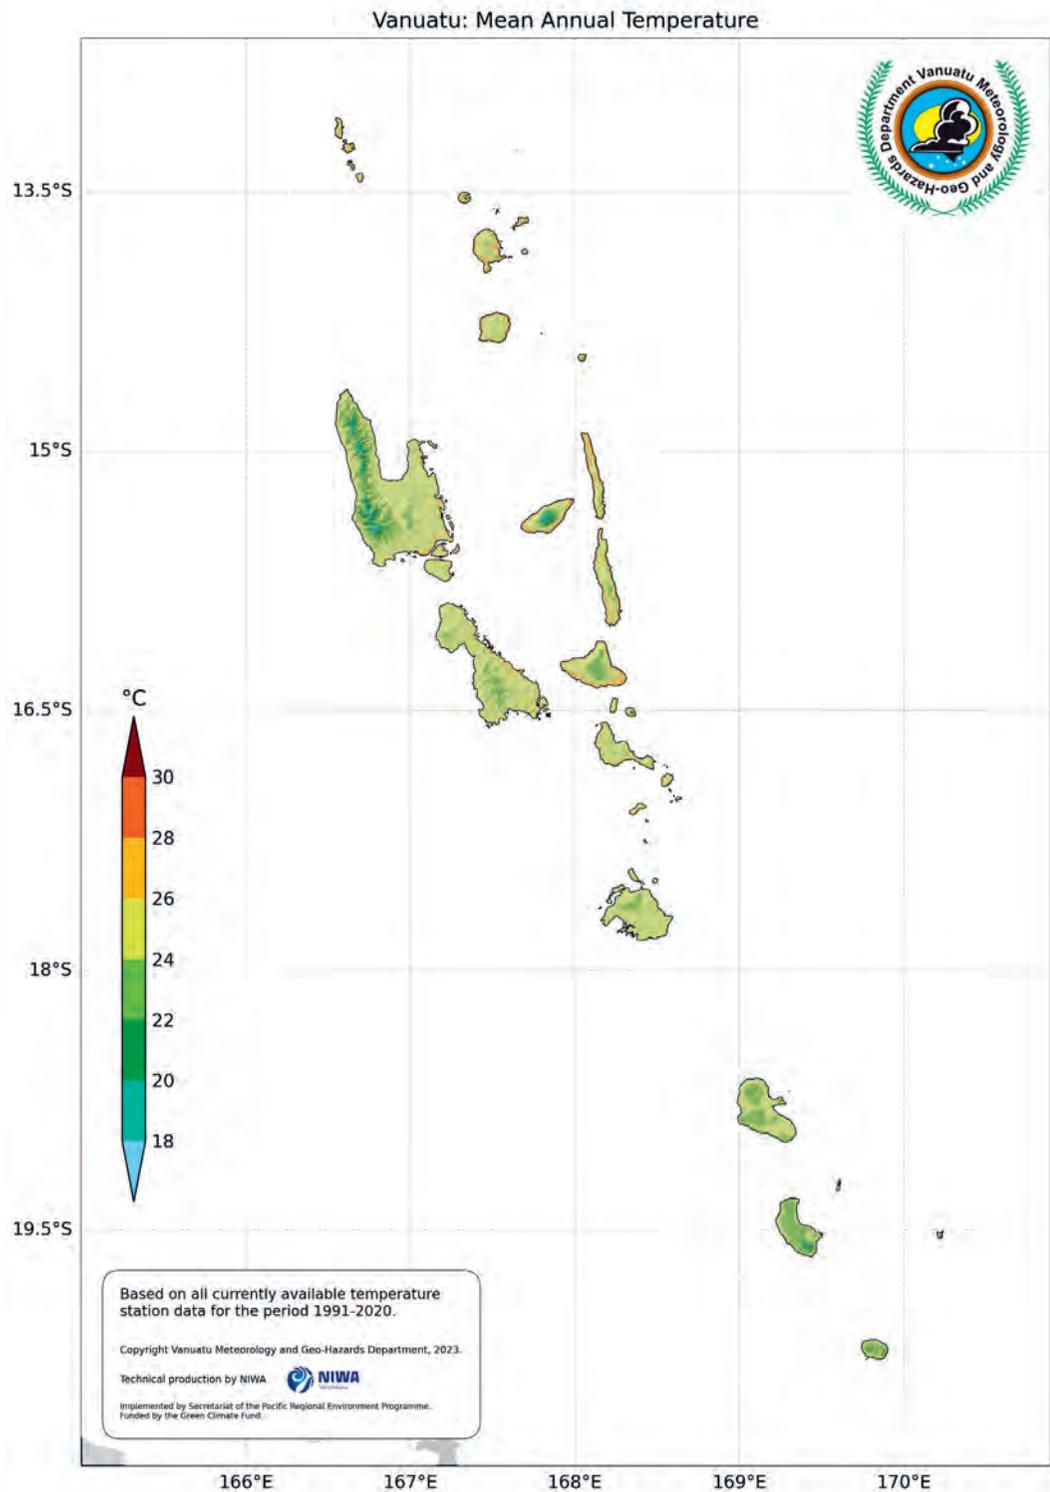 Vanuatu: Mean Annual Temperature
Department Vanuatu Meteorology and Geo-Hazards
13.5°S
15°S
16.5°S
18°S
19.5°S
°C
30
28
26
24
22
20
18
Based on all currently available temperature
station data for the period 1991-2020.
Copyright Vanuatu Meteorology and Geo-Hazards Department, 2023.
Technical production by NIWA
NIWA
Implemented by Secretariat of the Pacific Regional Environment Programme.
Funded by the Green Climate Fund.
166°E
167°E
168°E
169°E
170°E